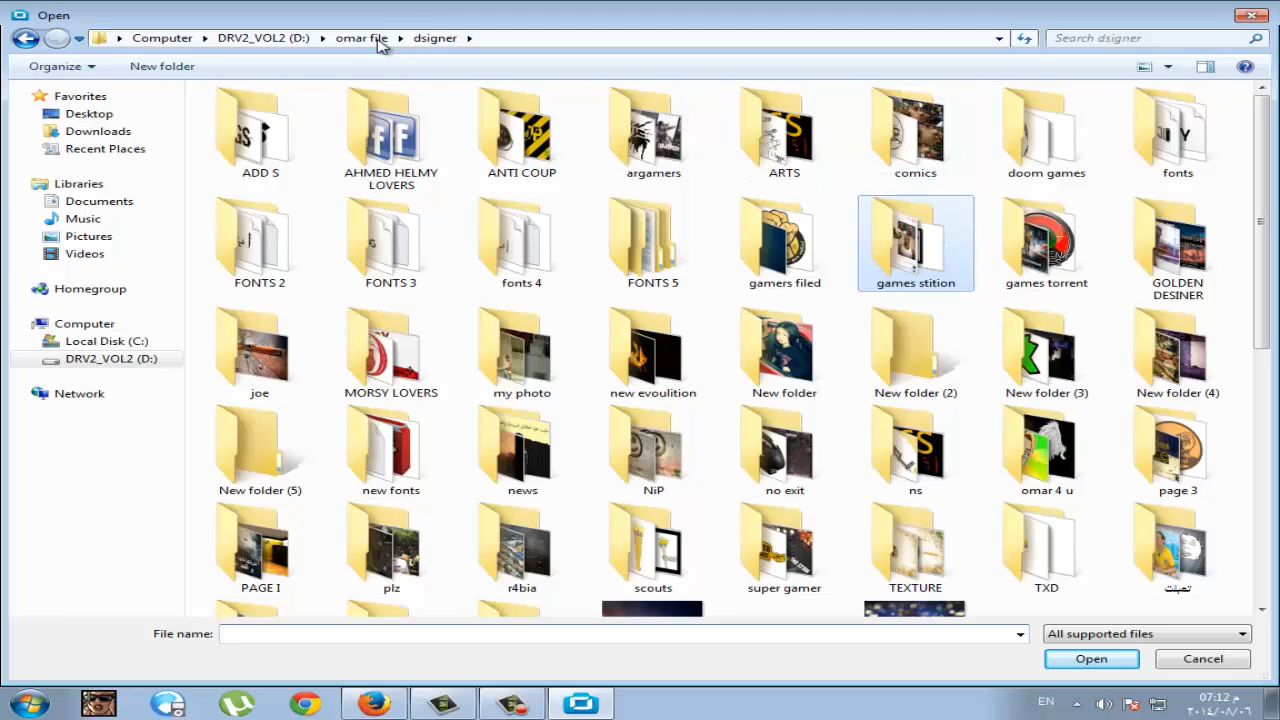 Open
Computer DRV2_VOL2 (D:) omar file dsigner
Search dsigner
Organize New folder
Favorites
Desktop
Downloads
Recent Places
Libraries
Documents
Music
Pictures
Videos
Homegroup
Computer
Local Disk (C:)
DRV2_VOL2 (D:)
Network
ADD S
AHMED HELMY
LOVERS
ANTI COUP
argamers
ARTS
comics
doom games
fonts
FONTS 2
FONTS 3
fonts 4
FONTS 5
gamers filed
games stition
games torrent
GOLDEN
DESINER
joe
MORSY LOVERS
my photo
new evoulition
New folder
New folder (2)
New folder (3)
New folder (4)
New folder (5)
new fonts
news
NiP
no exit
ns
omar 4 u
page 3
PAGE I
plz
r4bia
scouts
super gamer
TEXTURE
TXD
File name:
All supported files
Open Cancel
EN
07:12 م
٢٠١٤/٠٨/٠٦